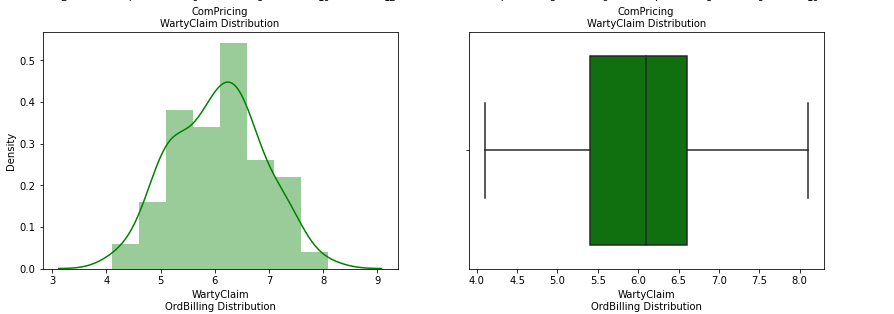 ComPricing
WartyClaim Distribution
0.5
0.4
0.3
0.2
0.1
0.0
Density
3 4 5 6 7 8 9
WartyClaim
OrdBilling Distribution
ComPricing
WartyClaim Distribution
4.0 4.5 5.0 5.5 6.0 6.5 7.0 7.5 8.0
WartyClaim
OrdBilling Distribution